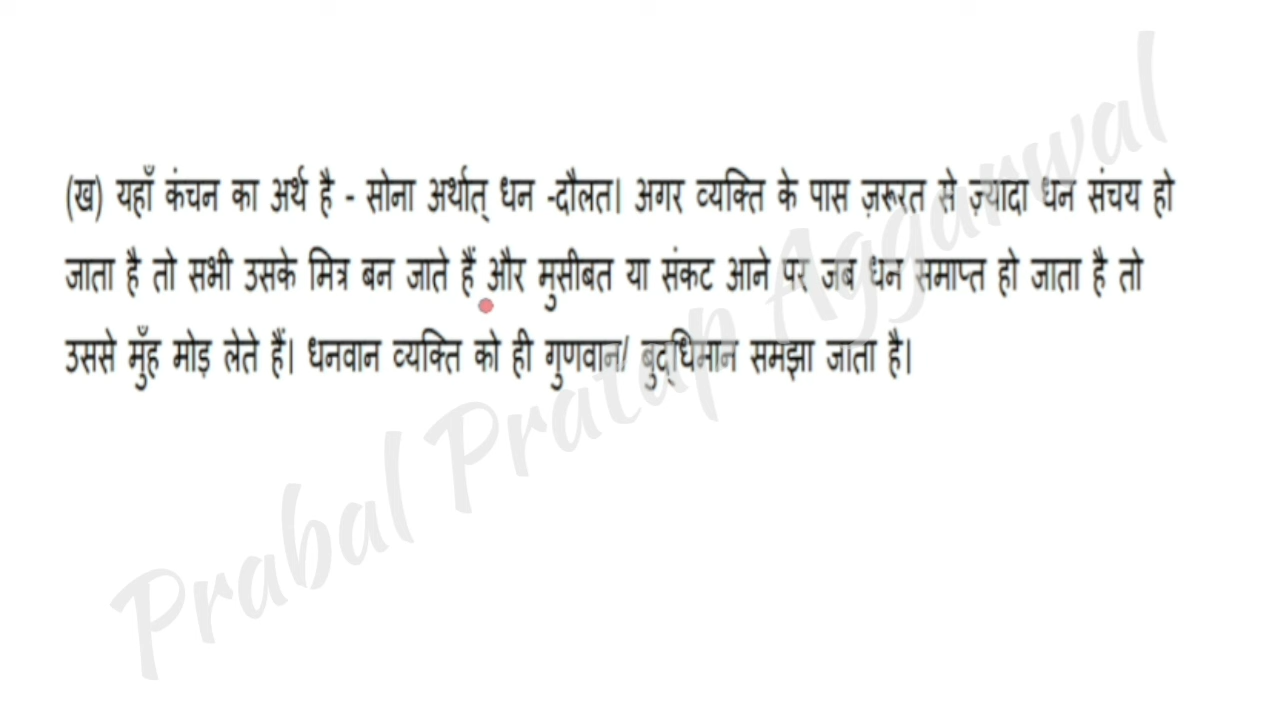 (ख) यहाँ कंचन का अर्थ है - सोना अर्थात् धन -दौलत। अगर व्यक्ति के पास ज़रूरत से ज़्यादा धन संचय हो
जाता है तो सभी उसके मित्र बन जाते हैं और मुसीबत या संकट आने पर जब धन समाप्त हो जाता है तो
उससे मुँह मोड़ लेते हैं। धनवान व्यक्ति को ही गुणवान/ बुद्धिमान समझा जाता है।
Prabal Pratap Aggarwal